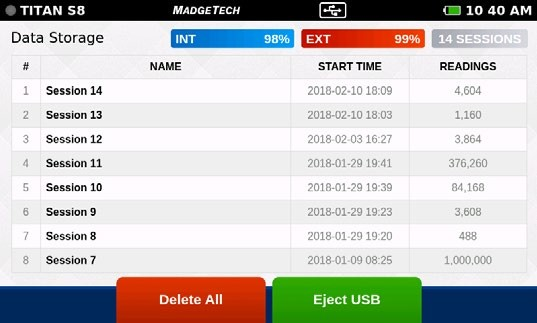 TITAN S8 MADGETECH 10 40 AM
Data Storage INT 98% EXT 99% 14 SESSIONS
# NAME START TIME READINGS
1 Session 14 2018-02-10 18:09 4,604
2 Session 13 2018-02-10 18:03 1,160
3 Session 12 2018-02-03 16:27 3,864
4 Session 11 2018-01-29 19:41 376,260
5 Session 10 2018-01-29 19:39 84,168
6 Session 9 2018-01-29 19:23 3,608
7 Session 8 2018-01-29 19:20 488
8 Session 7 2018-01-09 08:25 1,000,000
Delete All Eject USB